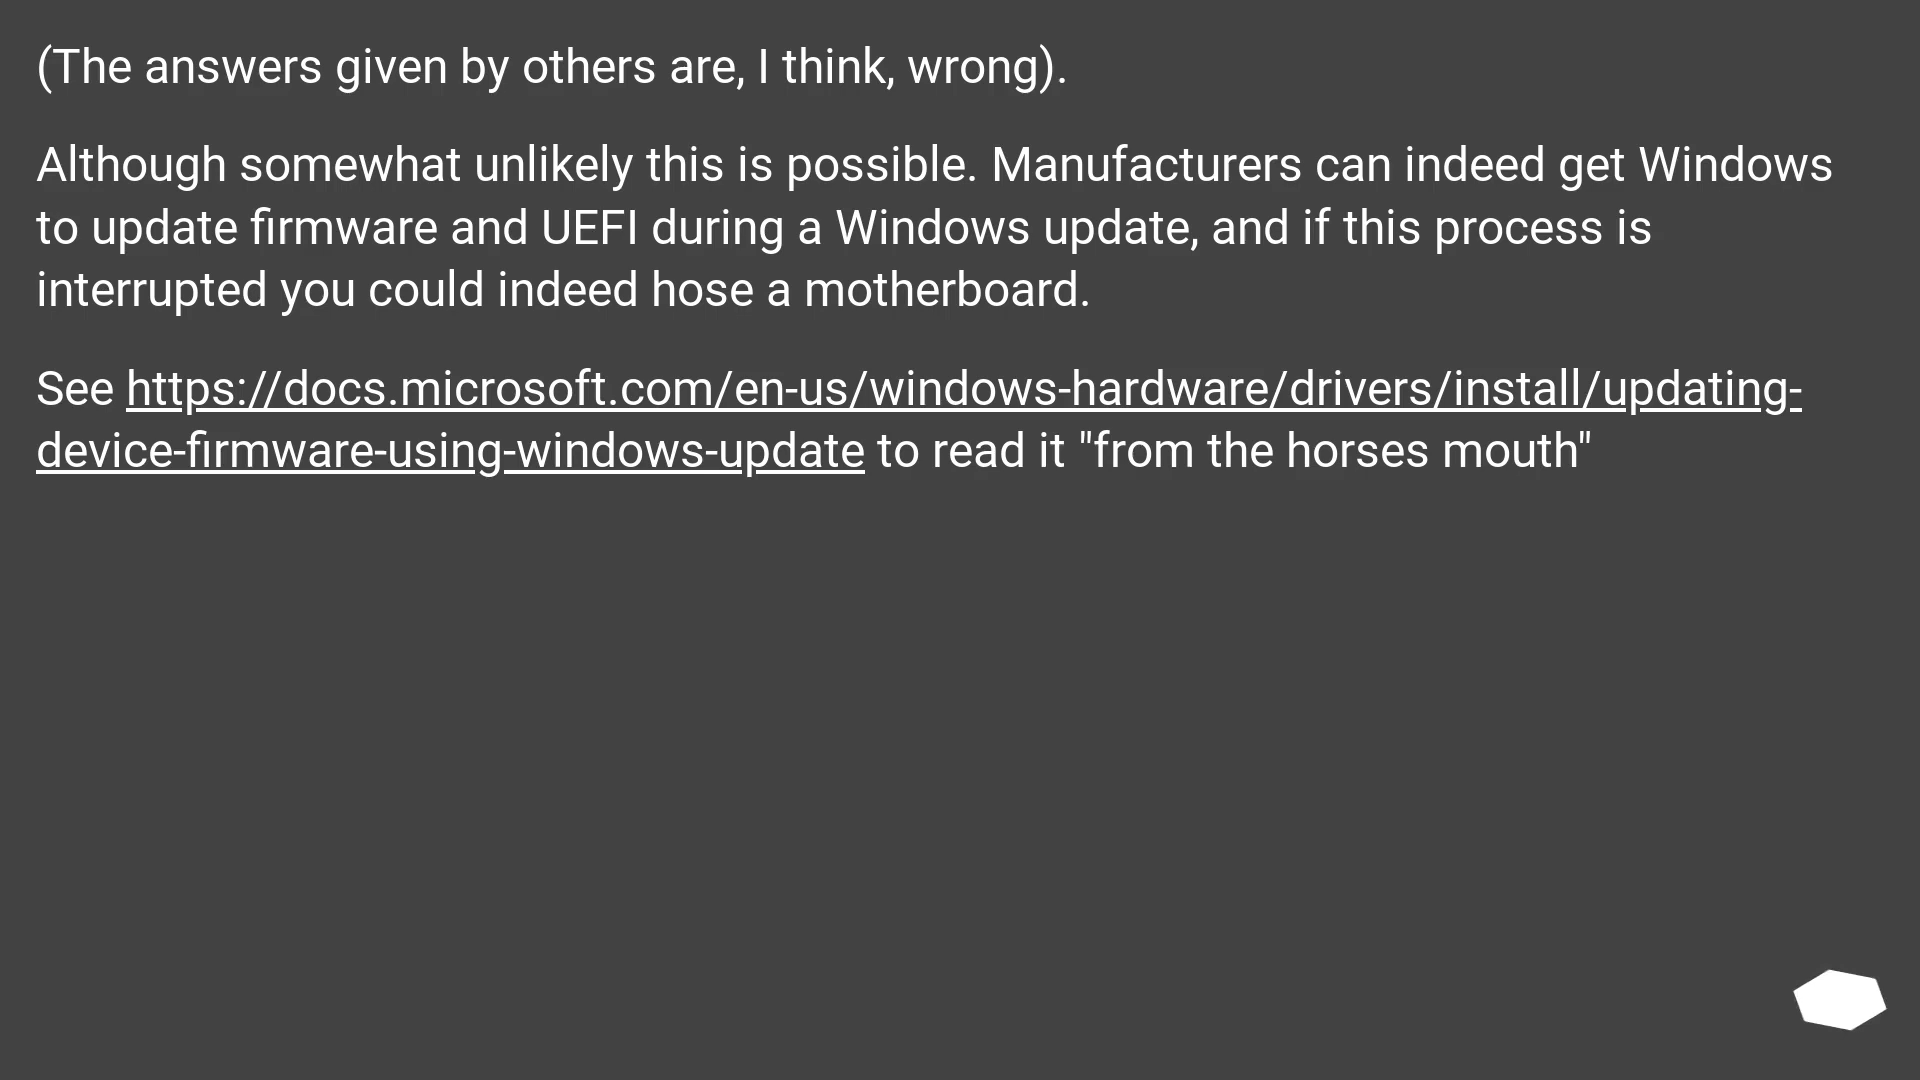 (The answers given by others are, I think, wrong).
Although somewhat unlikely this is possible. Manufacturers can indeed get Windows
to update firmware and UEFI during a Windows update, and if this process is
interrupted you could indeed hose a motherboard.
See https://docs.microsoft.com/en-us/windows-hardware/drivers/install/updating-
device-firmware-using-windows-update to read it "from the horses mouth"